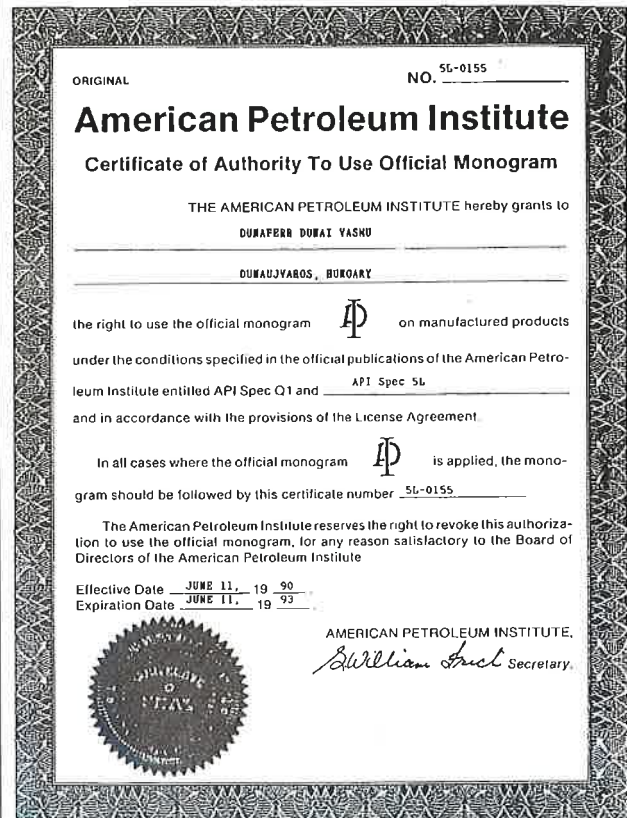 ORIGINAL
NO. 5L-0155
American Petroleum Institute
Certificate of Authority To Use Official Monogram
THE AMERICAN PETROLEUM INSTITUTE hereby grants to
DUNAFERR DUNAI VASMU
DUNAUJVAROS, HUNGARY
the right to use the official monogram API on manufactured products
under the conditions specified in the official publications of the American Petro-
leum Institute entitled API Spec Q1 and API Spec 5L
and in accordance with the provisions of the License Agreement.
In all cases where the official monogram API is applied, the mono-
gram should be followed by this certificate number 5L-0155
The American Petroleum Institute reserves the right to revoke this authoriza-
tion to use the official monogram, for any reason satisfactory to the Board of
Directors of the American Petroleum Institute
Effective Date JUNE 11, 19 90.
Expiration Date JUNE 11, 19 93.
AMERICAN PETROLEUM INSTITUTE,
Secretary.